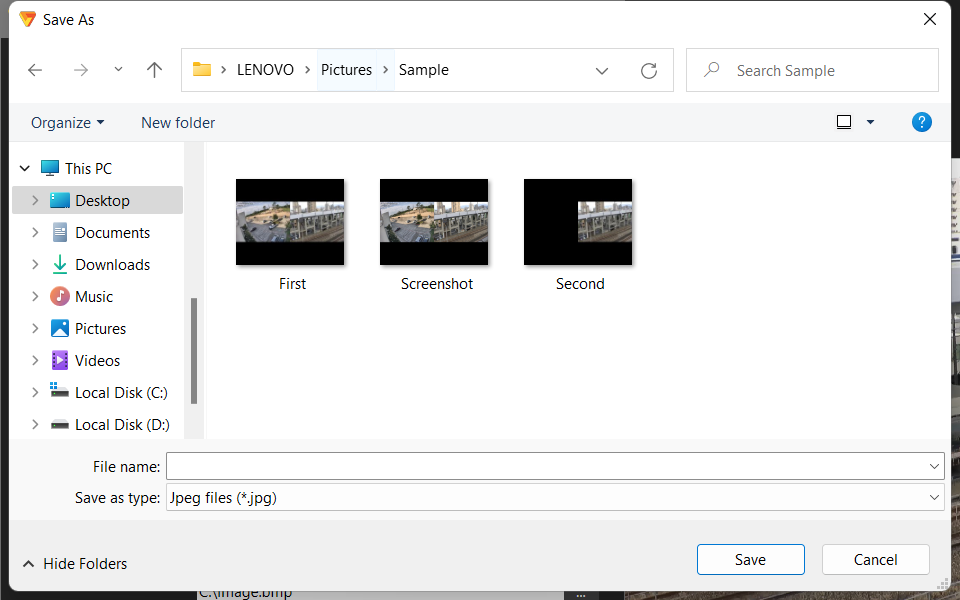 Save As
LENOVO Pictures Sample
Search Sample
Organize New folder
This PC
Desktop
Documents
Downloads
Music
Pictures
Videos
Local Disk (C:)
Local Disk (D:)
First Screenshot Second
File name:
Save as type: Jpeg files (*.jpg)
Hide Folders Save Cancel
C:\image.bmp ...